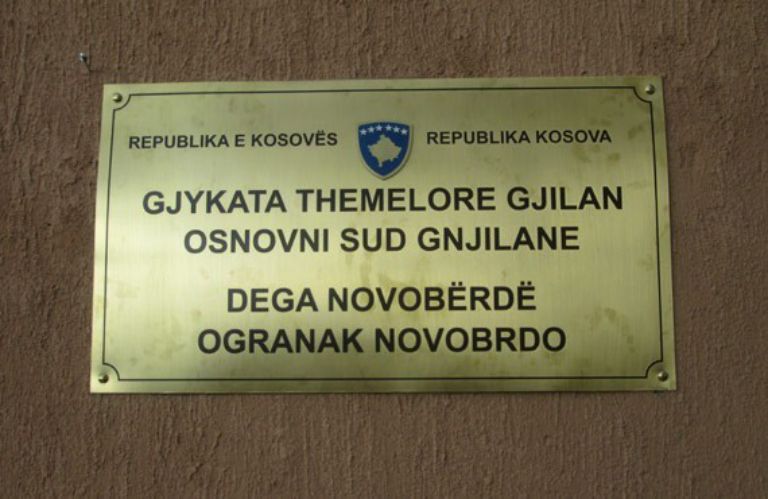 REPUBLIKA E KOSOVËS REPUBLIKA KOSOVA
GJYKATA THEMELORE GJILAN
OSNOVNI SUD GNJILANE
DEGA NOVOBËRDË
OGRANAK NOVOBRDO